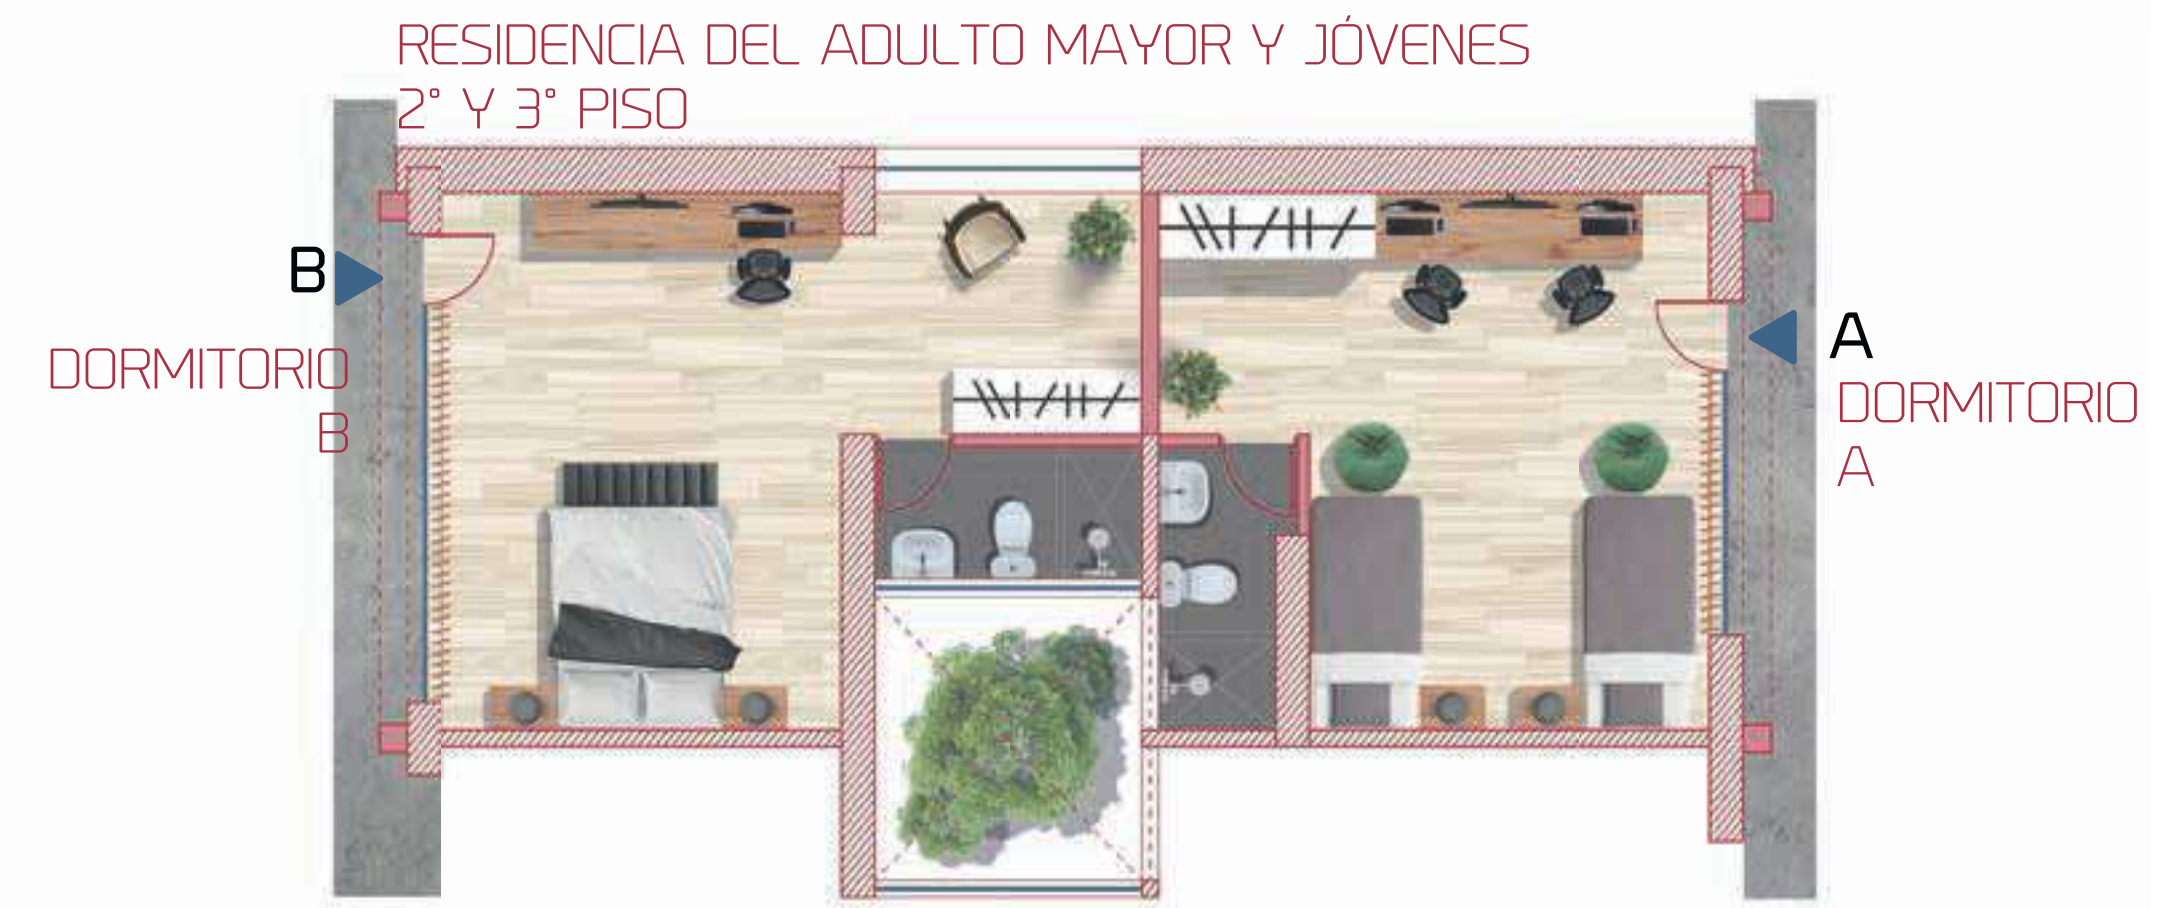 RESIDENCIA DEL ADULTO MAYOR Y JÓVENES
2° Y 3° PISO
B
DORMITORIO
B
A
DORMITORIO
A